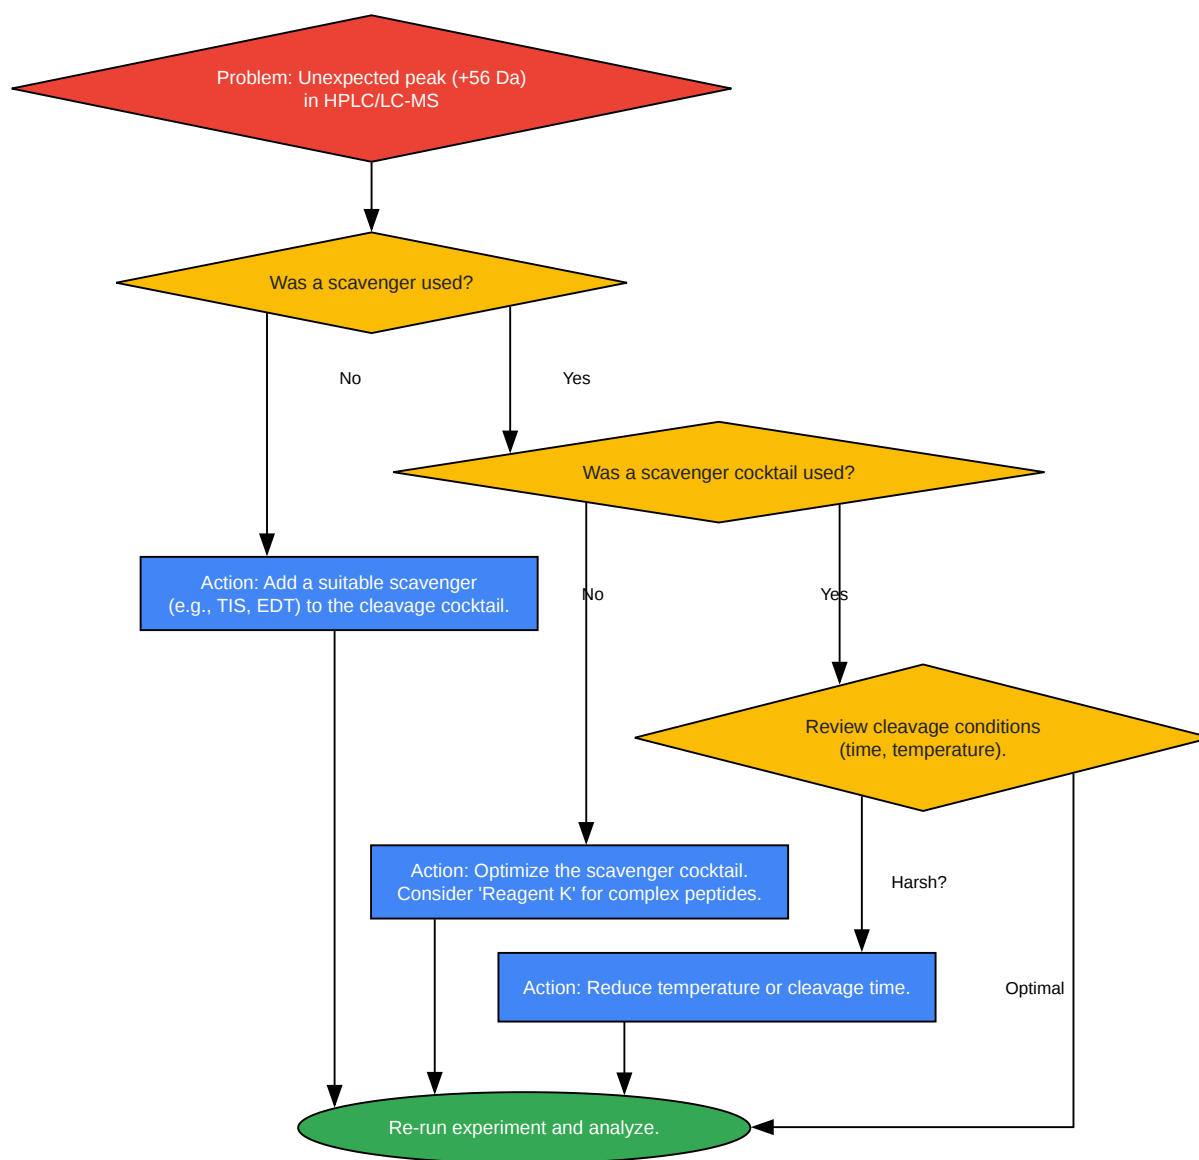 Problem: Unexpected peak (+56 Da)
in HPLC/LC-MS
Was a scavenger used?
No
Yes
Was a scavenger cocktail used?
Action: Add a suitable scavenger
(e.g., TIS, EDT) to the cleavage cocktail.
No
Yes
Review cleavage conditions
(time, temperature).
Action: Optimize the scavenger cocktail.
Consider 'Reagent K' for complex peptides.
Harsh?
Action: Reduce temperature or cleavage time.
Optimal
Re-run experiment and analyze.